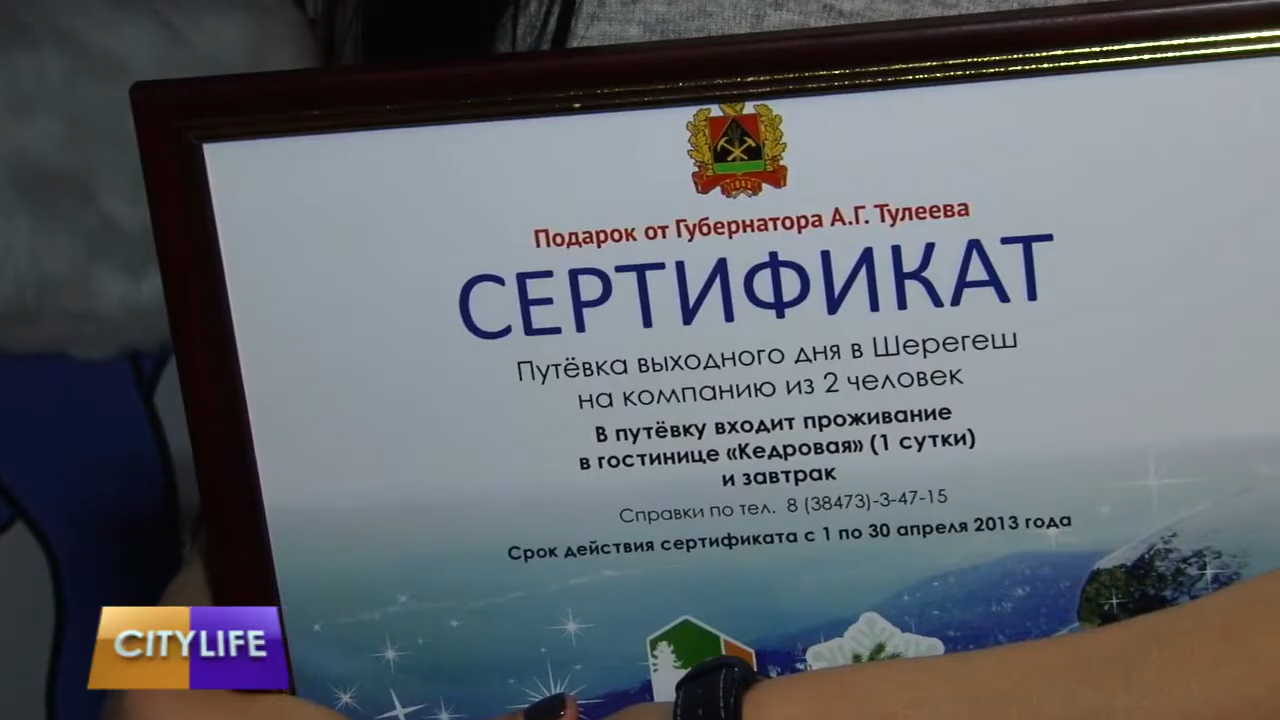 Подарок от Губернатора А.Г. Тулеева
СЕРТИФИКАТ
Путёвка выходного дня в Шерегеш
на компанию из 2 человек
В путёвку входит проживание
в гостинице «Кедровая» (1 сутки)
и завтрак
Справки по тел. 8 (38473)-3-47-15
Срок действия сертификата с 1 по 30 апреля 2013 года
CITYLIFE